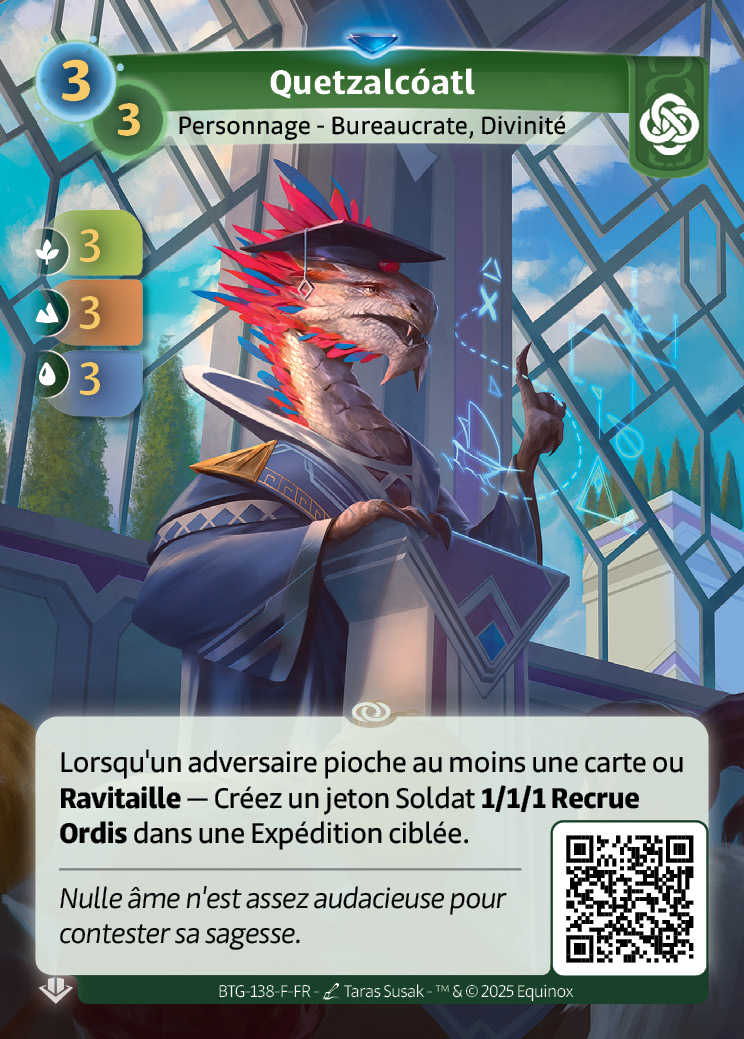 3
Quetzalcóatl
3
Personnage - Bureaucrate, Divinité
3
3
3
Lorsqu'un adversaire pioche au moins une carte ou
Ravitaille — Créez un jeton Soldat 1/1/1 Recrue
Ordis dans une Expédition ciblée.
Nulle âme n'est assez audacieuse pour
contester sa sagesse.
BTG-138-F-FR - Taras Susak - ™ & © 2025 Equinox